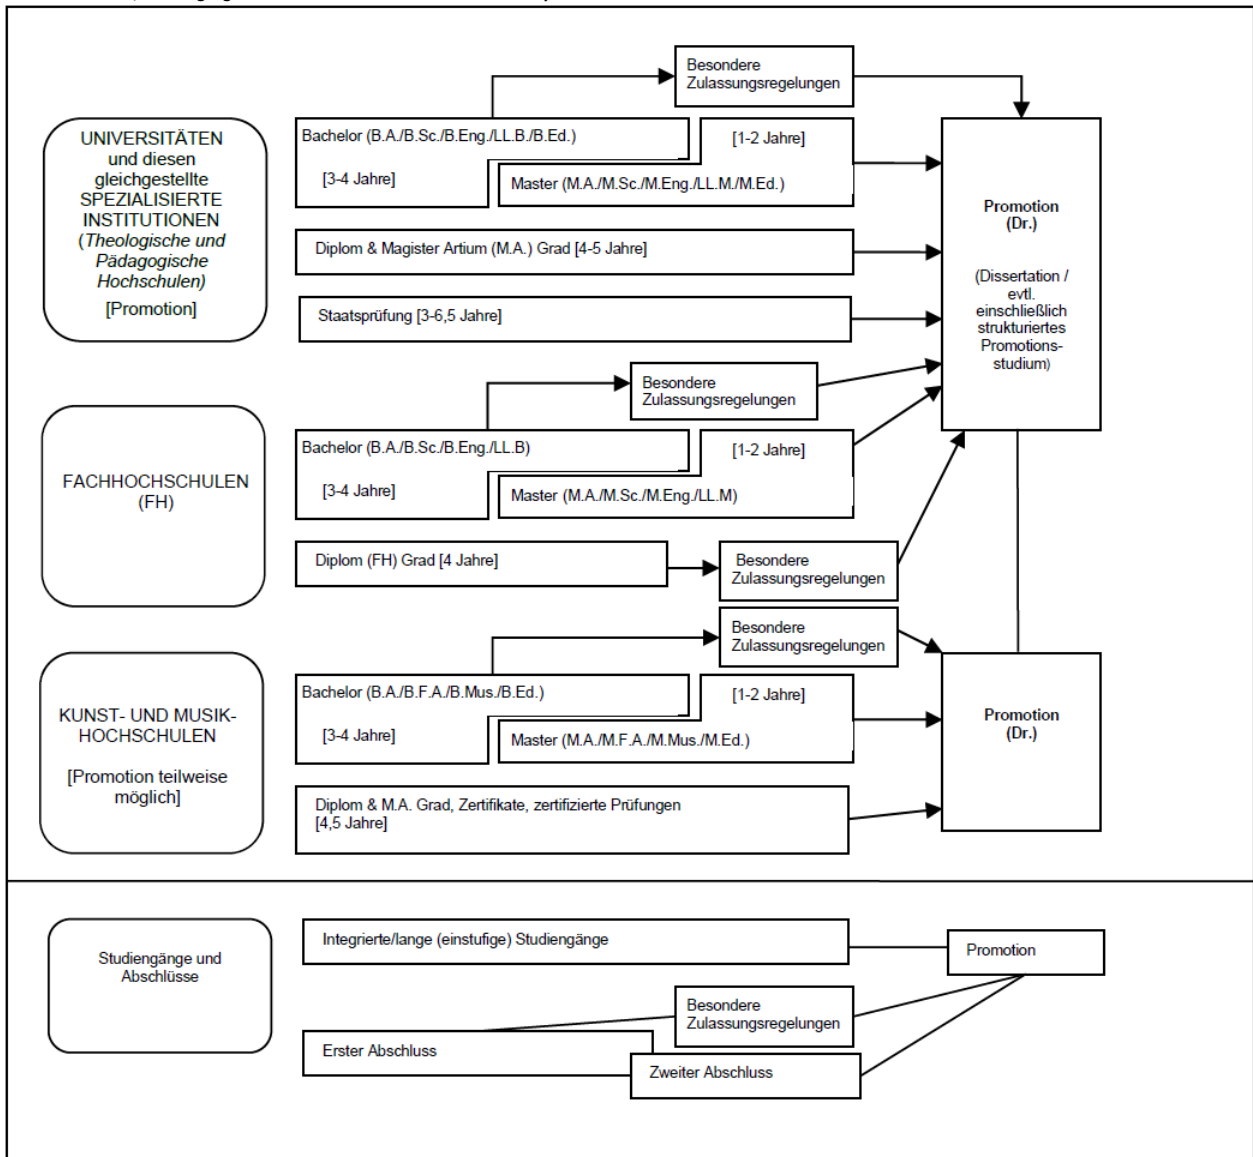 Besondere
Zulassungsregelungen
UNIVERSITÄTEN
und diesen
gleichgestellte
SPEZIALISIERTE
INSTITUTIONEN
(Theologische und
Pädagogische
Hochschulen)
[Promotion]
Bachelor (B.A./B.Sc./B.Eng./LL.B./B.Ed.)
[1-2 Jahre]
[3-4 Jahre]
Master (M.A./M.Sc./M.Eng./LL.M./M.Ed.)
Diplom & Magister Artium (M.A.) Grad [4-5 Jahre]
Staatsprüfung [3-6,5 Jahre]
Promotion
(Dr.)
(Dissertation /
evtl.
einschließlich
strukturiertes
Promotions-
studium)
Besondere
Zulassungsregelungen
FACHHOCHSCHULEN
(FH)
Bachelor (B.A./B.Sc./B.Eng./LL.B)
[1-2 Jahre]
[3-4 Jahre]
Master (M.A./M.Sc./M.Eng./LL.M)
Diplom (FH) Grad [4 Jahre]
Besondere
Zulassungsregelungen
Besondere
Zulassungsregelungen
KUNST- UND MUSIK-
HOCHSCHULEN
[Promotion teilweise
möglich]
Bachelor (B.A./B.F.A./B.Mus./B.Ed.)
[1-2 Jahre]
[3-4 Jahre]
Master (M.A./M.F.A./M.Mus./M.Ed.)
Diplom & M.A. Grad, Zertifikate, zertifizierte Prüfungen
[4,5 Jahre]
Promotion
(Dr.)
Studiengänge und
Abschlüsse
Integrierte/lange (einstufige) Studiengänge
Promotion
Besondere
Zulassungsregelungen
Erster Abschluss
Zweiter Abschluss